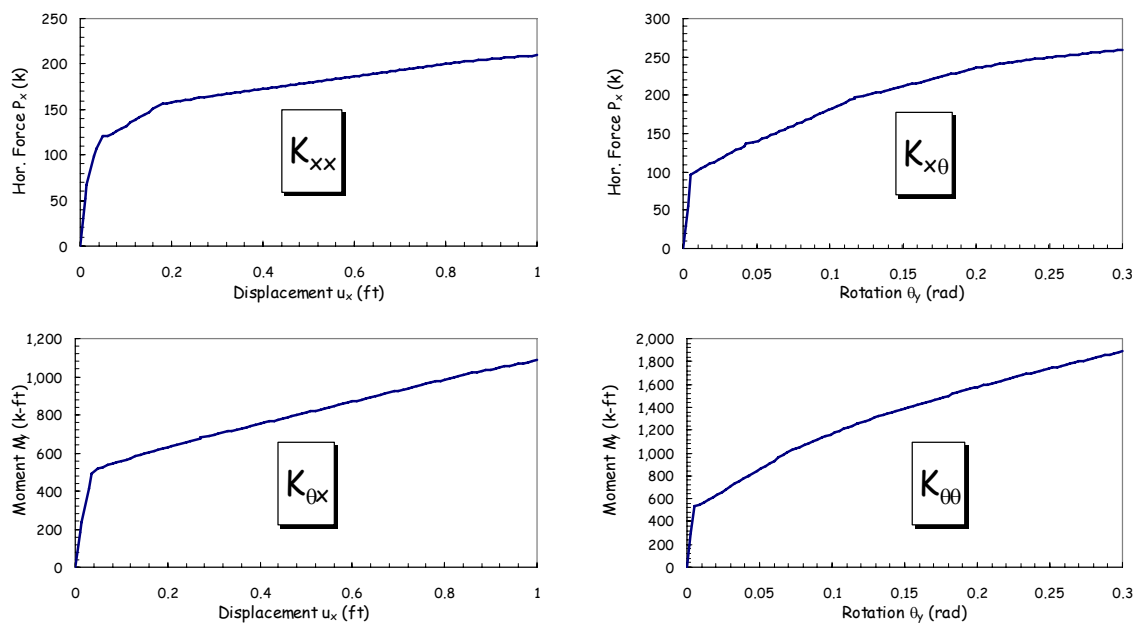 250
200
150
100
50
0
Hor. Force Pₓ (k)
Kₓₓ
0 0.2 0.4 0.6 0.8 1
Displacement uₓ (ft)
300
250
200
150
100
50
0
Hor. Force Pₓ (k)
Kₓθ
0 0.05 0.1 0.15 0.2 0.25 0.3
Rotation θy (rad)
1,200
1,000
800
600
400
200
0
Moment My (k-ft)
Kθₓ
0 0.2 0.4 0.6 0.8 1
Displacement uₓ (ft)
2,000
1,800
1,600
1,400
1,200
1,000
800
600
400
200
0
Moment My (k-ft)
Kθθ
0 0.05 0.1 0.15 0.2 0.25 0.3
Rotation θy (rad)